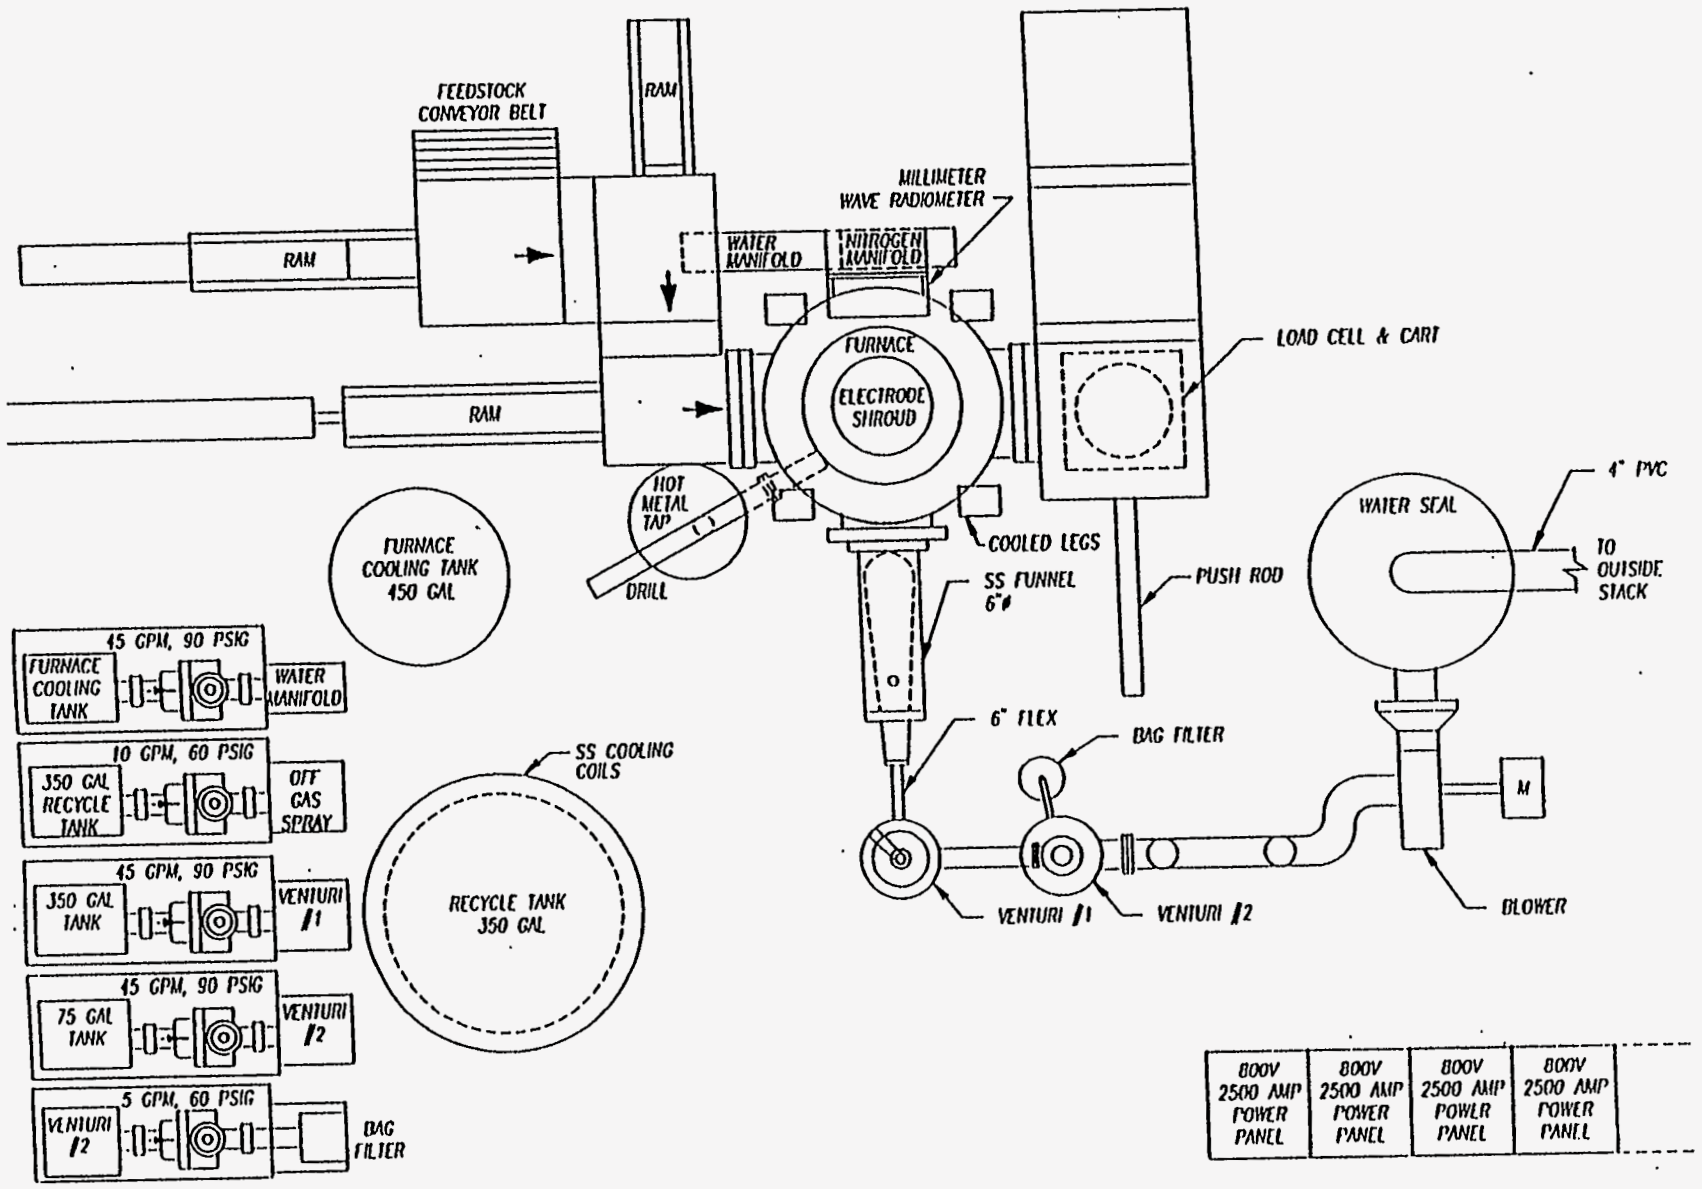 FEEDSTOCK
CONVEYOR BELT
RAM
MILLIMETER
WAVE RADIOMETER
RAM
WATER
MANIFOLD
NITROGEN
MANIFOLD
FURNACE
ELECTRODE
SHROUD
LOAD CELL & CART
RAM
HOT
METAL
TAP
DRILL
COOLED LEGS
SS FUNNEL
6"ø
PUSH ROD
WATER SEAL
4" PVC
TO
OUTSIDE
STACK
FURNACE
COOLING TANK
450 GAL
45 GPM, 90 PSIG
FURNACE
COOLING
TANK
WATER
MANIFOLD
10 GPM, 60 PSIG
350 GAL
RECYCLE
TANK
OFF
GAS
SPRAY
45 GPM, 90 PSIG
350 GAL
TANK
VENTURI
#1
45 GPM, 90 PSIG
75 GAL
TANK
VENTURI
#2
5 GPM, 60 PSIG
VENTURI
#2
BAG
FILTER
SS COOLING
COILS
RECYCLE TANK
350 GAL
6" FLEX
BAG FILTER
M
VENTURI #1
VENTURI #2
BLOWER
800V
2500 AMP
POWER
PANEL
800V
2500 AMP
POWER
PANEL
800V
2500 AMP
POWER
PANEL
800V
2500 AMP
POWER
PANEL